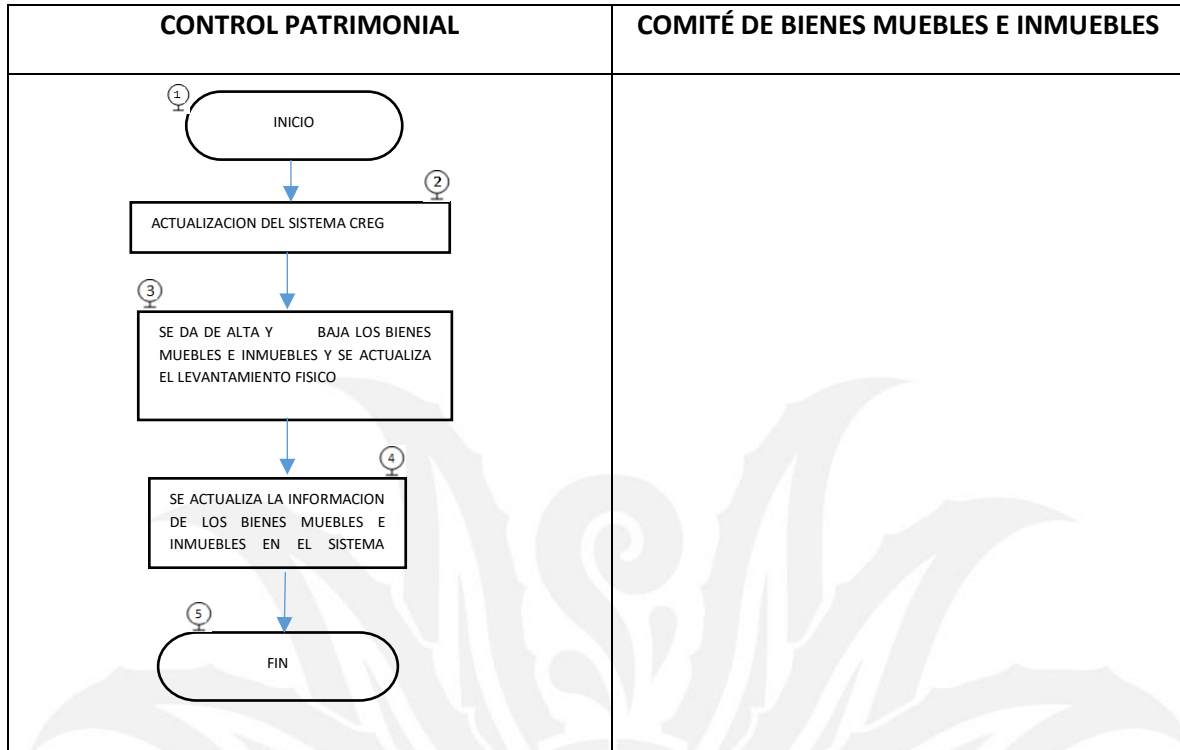 CONTROL PATRIMONIAL
COMITÉ DE BIENES MUEBLES E INMUEBLES
1
INICIO
2
ACTUALIZACION DEL SISTEMA CREG
3
SE DA DE ALTA Y BAJA LOS BIENES
MUEBLES E INMUEBLES Y SE ACTUALIZA
EL LEVANTAMIENTO FISICO
4
SE ACTUALIZA LA INFORMACION
DE LOS BIENES MUEBLES E
INMUEBLES EN EL SISTEMA
5
FIN